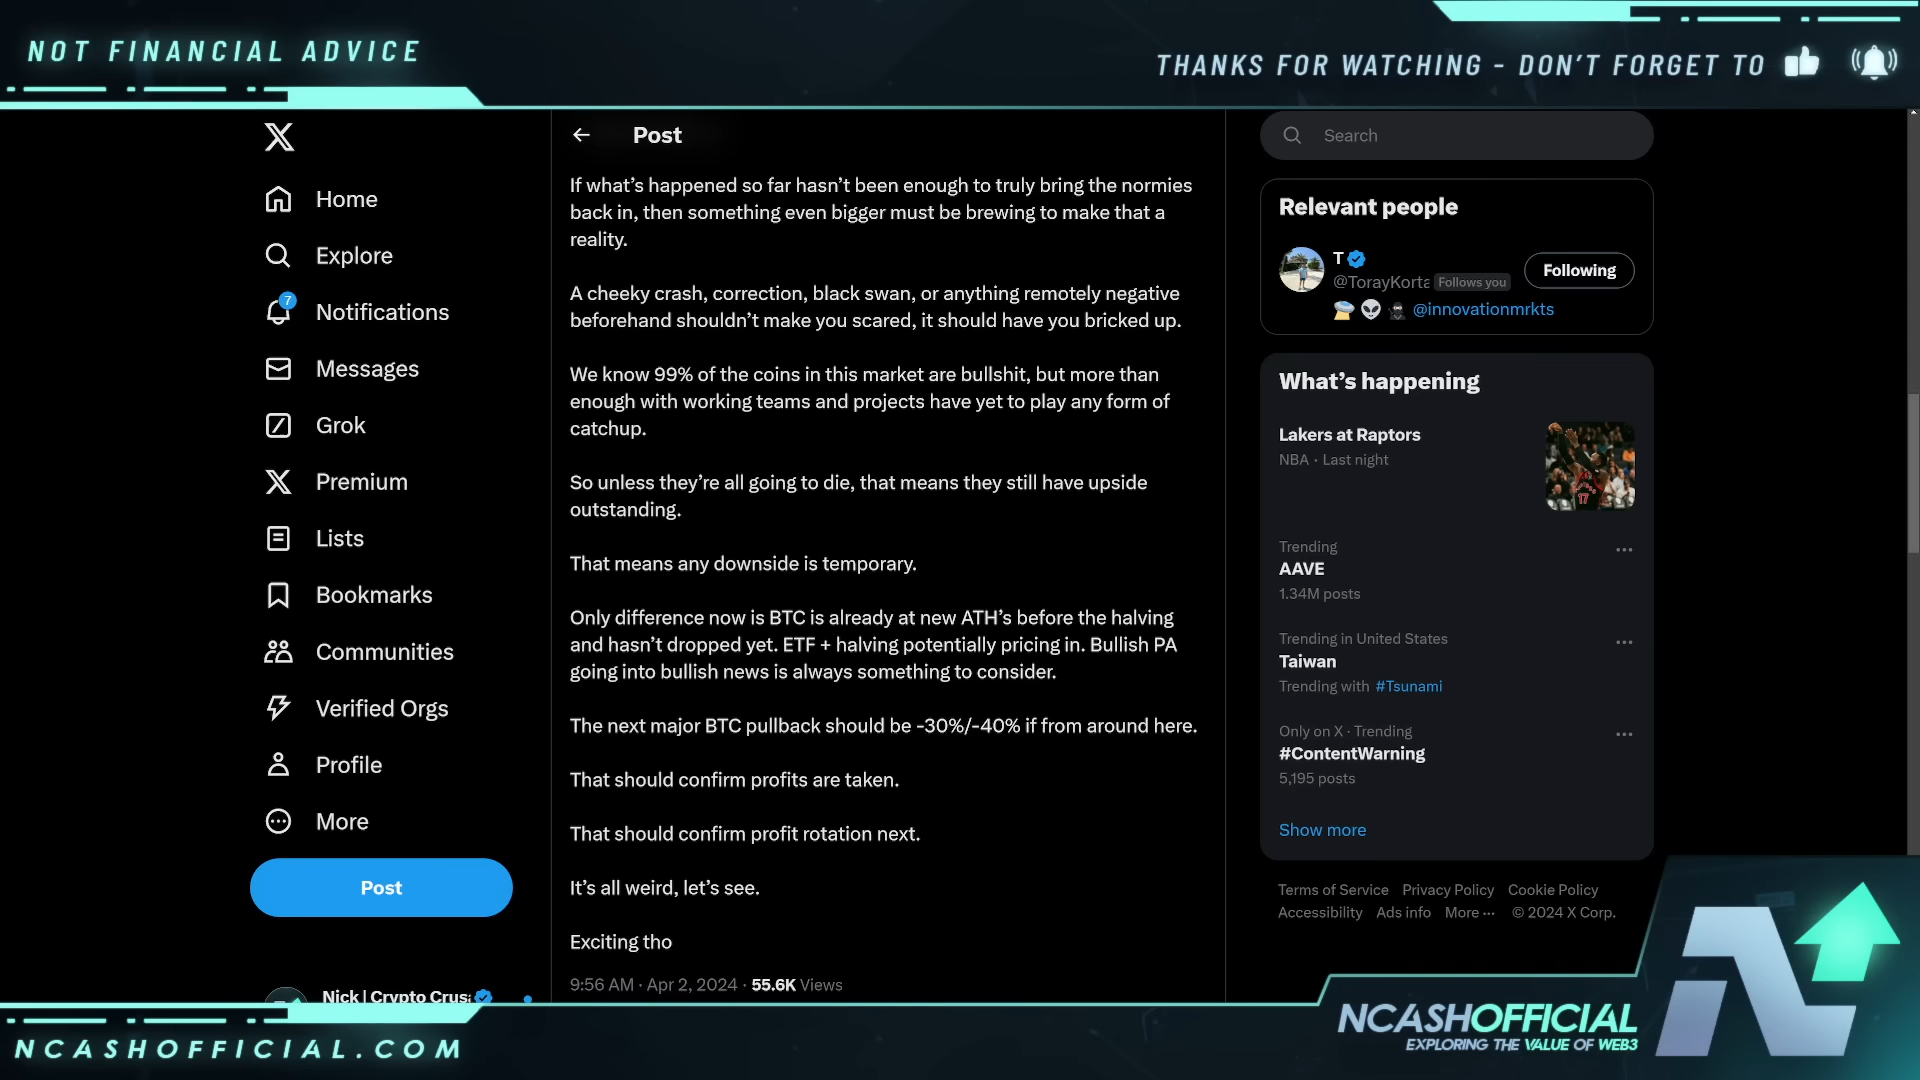 NOT FINANCIAL ADVICE
THANKS FOR WATCHING - DON'T FORGET TO
X
Home
Explore
7
Notifications
Messages
Grok
Premium
Lists
Bookmarks
Communities
Verified Orgs
Profile
More
Post
Nick | Crypto Crus
Post
If what's happened so far hasn't been enough to truly bring the normies
back in, then something even bigger must be brewing to make that a
reality.
A cheeky crash, correction, black swan, or anything remotely negative
beforehand shouldn't make you scared, it should have you bricked up.
We know 99% of the coins in this market are bullshit, but more than
enough with working teams and projects have yet to play any form of
catchup.
So unless they're all going to die, that means they still have upside
outstanding.
That means any downside is temporary.
Only difference now is BTC is already at new ATH's before the halving
and hasn't dropped yet. ETF + halving potentially pricing in. Bullish PA
going into bullish news is always something to consider.
The next major BTC pullback should be -30%/-40% if from around here.
That should confirm profits are taken.
That should confirm profit rotation next.
It's all weird, let's see.
Exciting tho
9:56 AM · Apr 2, 2024 · 55.6K Views
Search
Relevant people
T
@TorayKorta Follows you
Following
@innovationmrkts
What's happening
Lakers at Raptors
NBA · Last night
17
Trending
AAVE
1.34M posts
Trending in United States
Taiwan
Trending with #Tsunami
Only on X · Trending
#ContentWarning
5,195 posts
Show more
Terms of Service Privacy Policy Cookie Policy
Accessibility Ads info More ··· © 2024 X Corp.
NCASHOFFICIAL.COM
NCASHOFFICIAL
EXPLORING THE VALUE OF WEB3